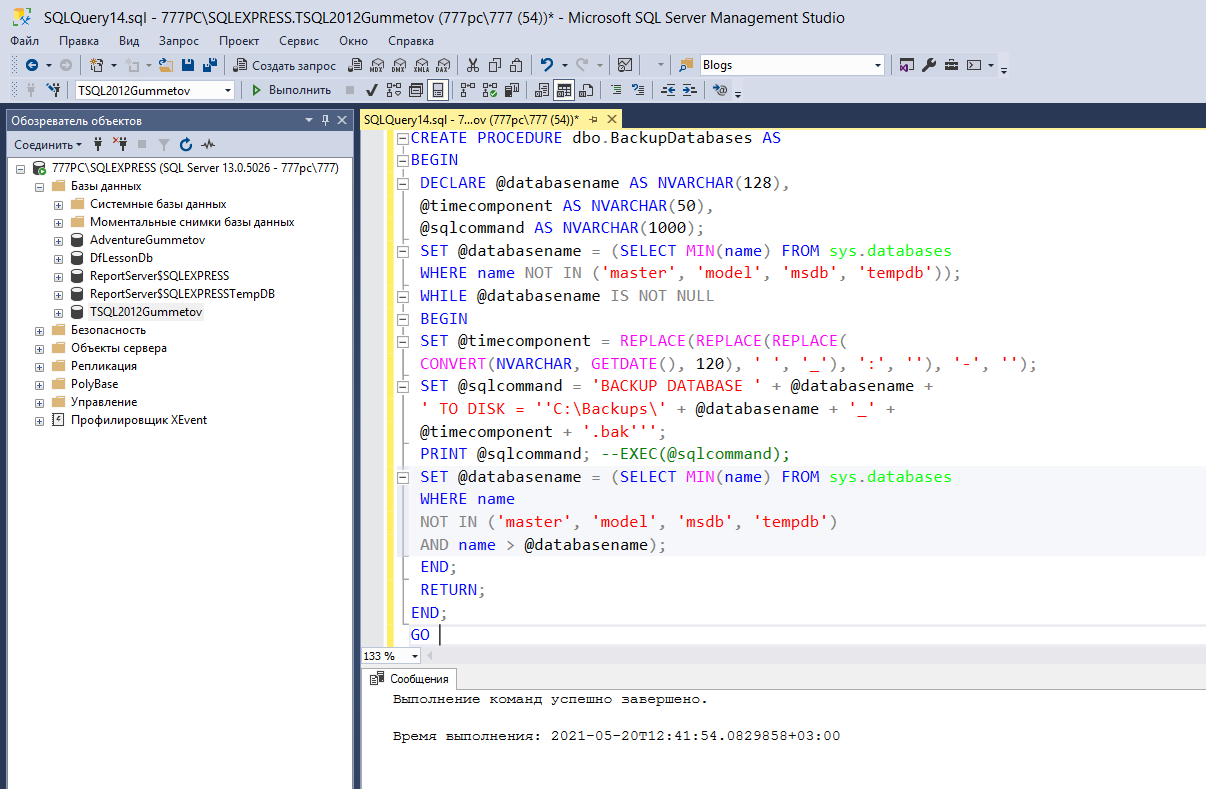 SQLQuery14.sql - 777PC\SQLEXPRESS.TSQL2012Gummetov (777pc\777 (54))* - Microsoft SQL Server Management Studio
Файл Правка Вид Запрос Проект Сервис Окно Справка
Создать запрос MDX DMX XMLA DAX Blogs
TSQL2012Gummetov Выполнить
Обозреватель объектов
Соединить
777PC\SQLEXPRESS (SQL Server 13.0.5026 - 777pc\777)
Базы данных
Системные базы данных
Моментальные снимки базы данных
AdventureGummetov
DfLessonDb
ReportServer$SQLEXPRESS
ReportServer$SQLEXPRESSTempDB
TSQL2012Gummetov
Безопасность
Объекты сервера
Репликация
PolyBase
Управление
Профилировщик XEvent
SQLQuery14.sql - 7...ov (777pc\777 (54))*
CREATE PROCEDURE dbo.BackupDatabases AS
BEGIN
DECLARE @databasename AS NVARCHAR(128),
@timecomponent AS NVARCHAR(50),
@sqlcommand AS NVARCHAR(1000);
SET @databasename = (SELECT MIN(name) FROM sys.databases
WHERE name NOT IN ('master', 'model', 'msdb', 'tempdb'));
WHILE @databasename IS NOT NULL
BEGIN
SET @timecomponent = REPLACE(REPLACE(REPLACE(
CONVERT(NVARCHAR, GETDATE(), 120), ' ', '_'), ':', ''), '-', '');
SET @sqlcommand = 'BACKUP DATABASE ' + @databasename +
' TO DISK = ''C:\Backups\' + @databasename + '_' +
@timecomponent + '.bak''';
PRINT @sqlcommand; --EXEC(@sqlcommand);
SET @databasename = (SELECT MIN(name) FROM sys.databases
WHERE name
NOT IN ('master', 'model', 'msdb', 'tempdb')
AND name > @databasename);
END;
RETURN;
END;
GO
133 %
Сообщения
Выполнение команд успешно завершено.
Время выполнения: 2021-05-20T12:41:54.0829858+03:00